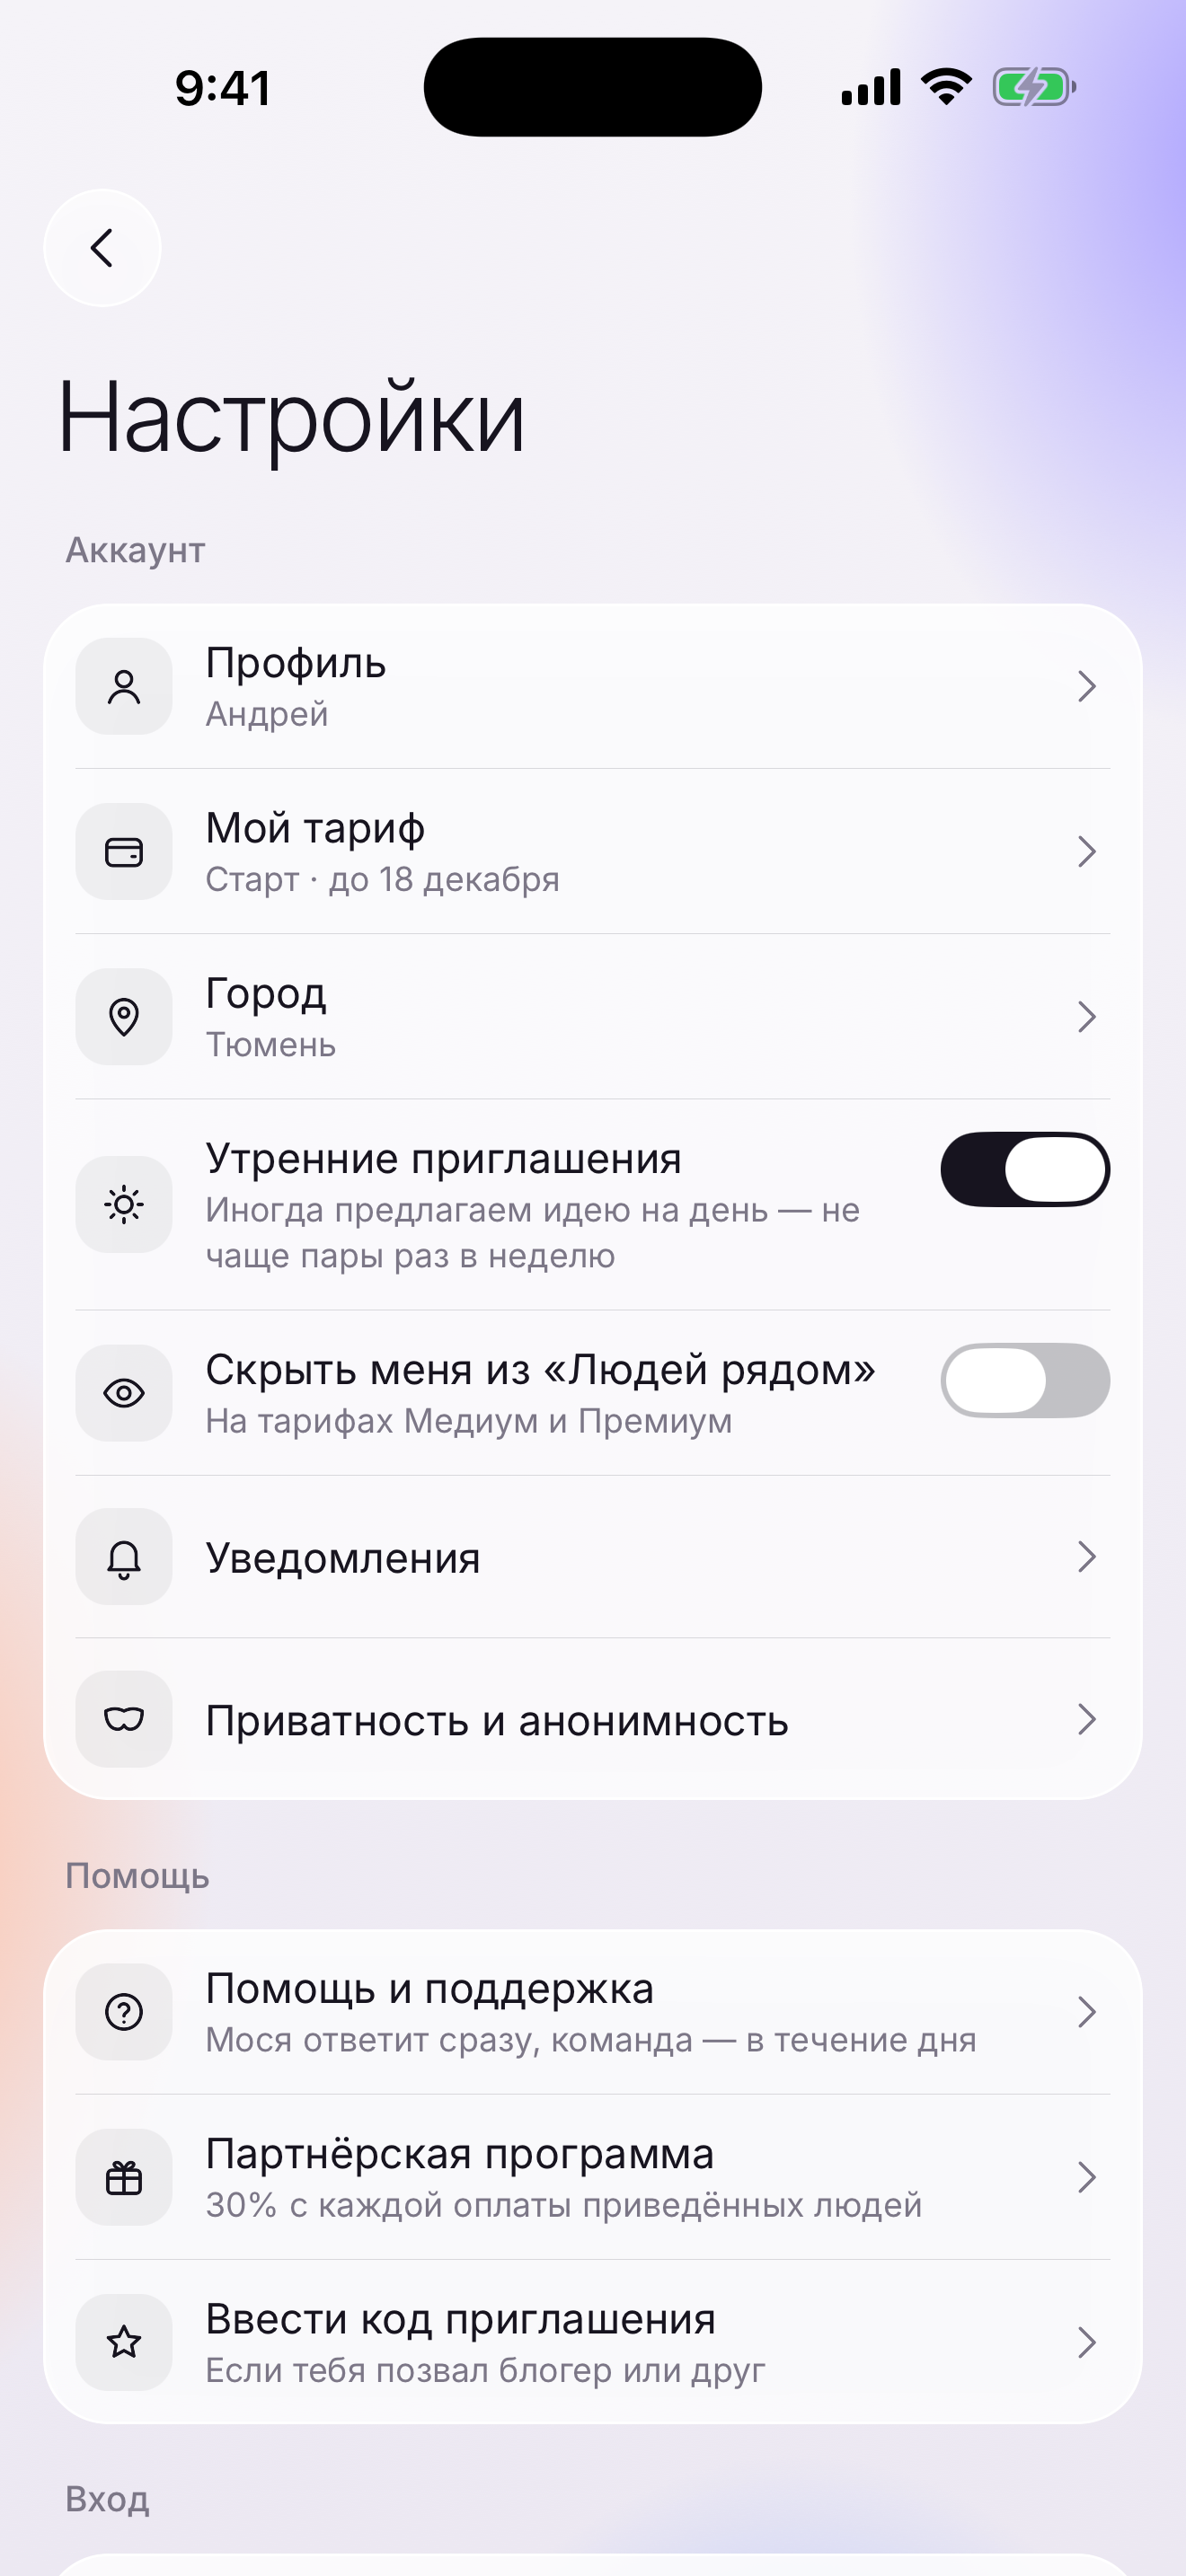 9:41
Настройки
Аккаунт
Профиль
Андрей
Мой тариф
Старт · до 18 декабря
Город
Тюмень
Утренние приглашения
Иногда предлагаем идею на день — не
чаще пары раз в неделю
Скрыть меня из «Людей рядом»
На тарифах Медиум и Премиум
Уведомления
Приватность и анонимность
Помощь
Помощь и поддержка
Мося ответит сразу, команда — в течение дня
Партнёрская программа
30% с каждой оплаты приведённых людей
Ввести код приглашения
Если тебя позвал блогер или друг
Вход